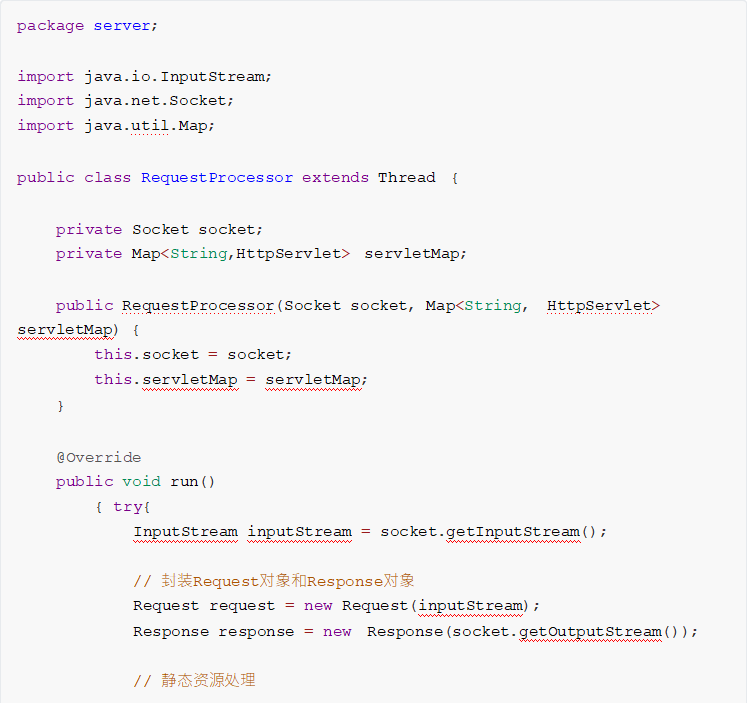 package server;
import java.io.InputStream;
import java.net.Socket;
import java.util.Map;
public class RequestProcessor extends Thread {
private Socket socket;
private Map<String,HttpServlet> servletMap;
public RequestProcessor(Socket socket, Map<String, HttpServlet>
servletMap) {
this.socket = socket;
this.servletMap = servletMap;
}
@Override
public void run()
{ try{
InputStream inputStream = socket.getInputStream();
// 封装Request对象和Response对象
Request request = new Request(inputStream);
Response response = new Response(socket.getOutputStream());
// 静态资源处理